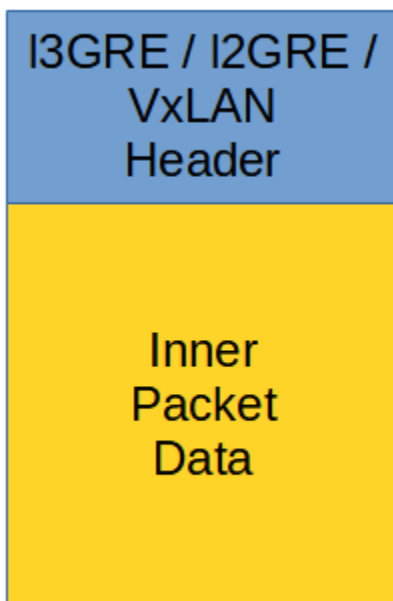 l3GRE / l2GRE /
VxLAN
Header
Inner
Packet
Data